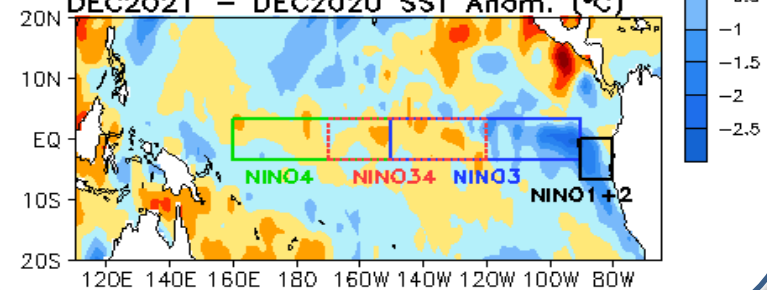 DEC2021 − DEC2020 SST Anom. (°C)
20N
−1
10N
−1.5
−2
EQ
−2.5
NINO4 NINO34 NINO3
10S
NINO1+2
20S
120E 140E 160E 180 160W 140W 120W 100W 80W